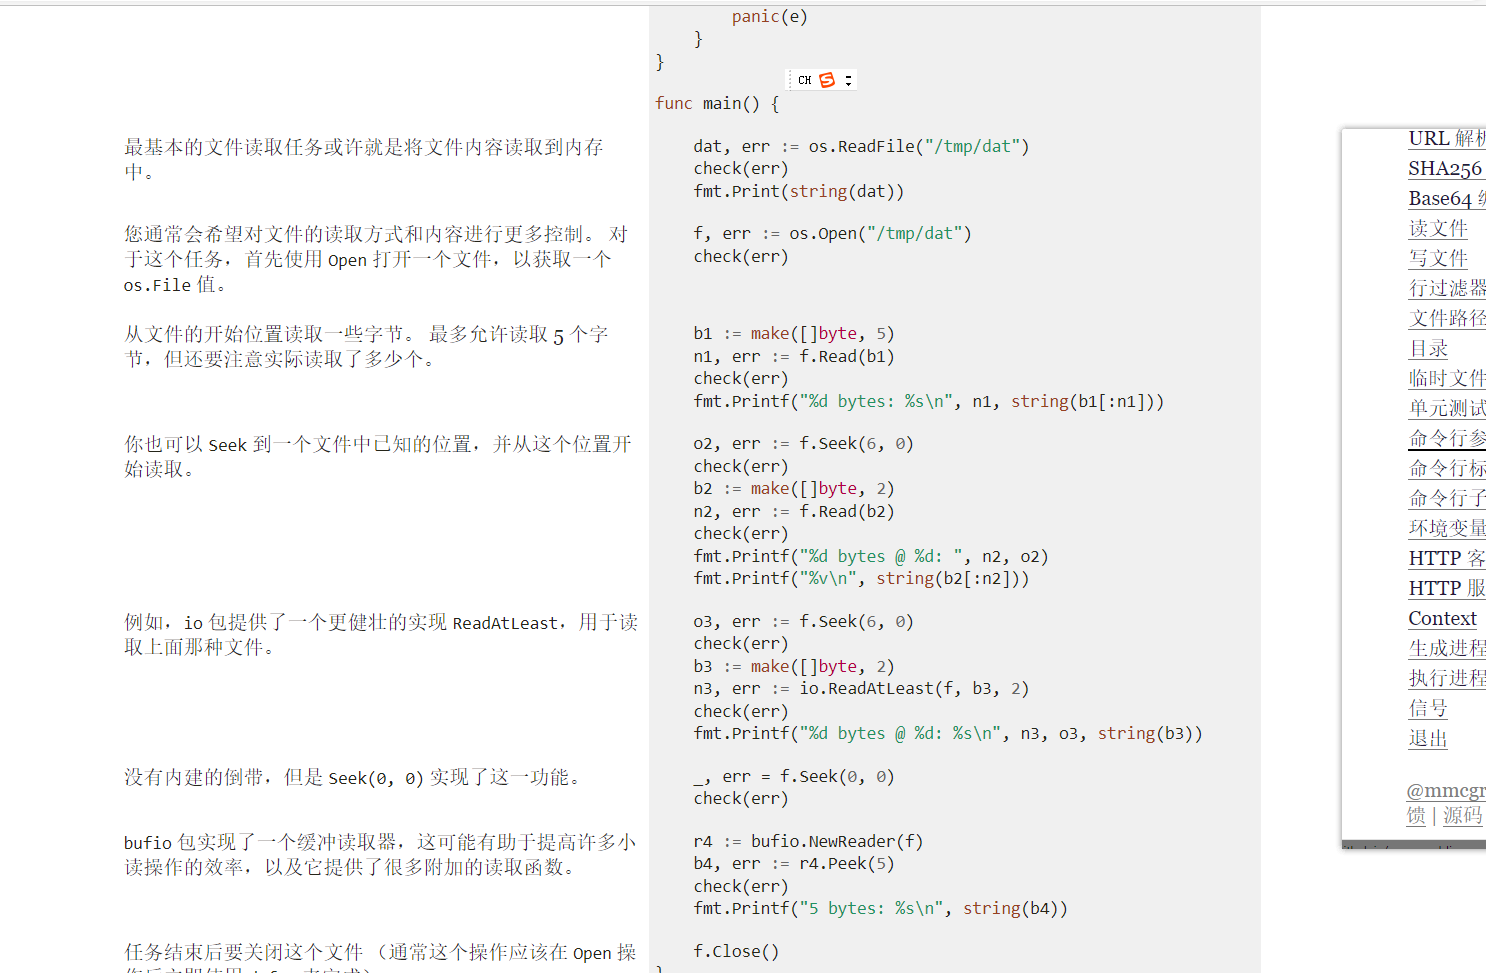 panic(e)
}
}
CH
func main() {
最基本的文件读取任务或许就是将文件内容读取到内存
中。
dat, err := os.ReadFile("/tmp/dat")
check(err)
fmt.Print(string(dat))
您通常会希望对文件的读取方式和内容进行更多控制。 对
于这个任务，首先使用 Open 打开一个文件，以获取一个
os.File 值。
f, err := os.Open("/tmp/dat")
check(err)
从文件的开始位置读取一些字节。 最多允许读取 5 个字
节，但还要注意实际读取了多少个。
b1 := make([]byte, 5)
n1, err := f.Read(b1)
check(err)
fmt.Printf("%d bytes: %s\n", n1, string(b1[:n1]))
你也可以 Seek 到一个文件中已知的位置，并从这个位置开
始读取。
o2, err := f.Seek(6, 0)
check(err)
b2 := make([]byte, 2)
n2, err := f.Read(b2)
check(err)
fmt.Printf("%d bytes @ %d: ", n2, o2)
fmt.Printf("%v\n", string(b2[:n2]))
例如，io 包提供了一个更健壮的实现 ReadAtLeast，用于读
取上面那种文件。
o3, err := f.Seek(6, 0)
check(err)
b3 := make([]byte, 2)
n3, err := io.ReadAtLeast(f, b3, 2)
check(err)
fmt.Printf("%d bytes @ %d: %s\n", n3, o3, string(b3))
没有内建的倒带，但是 Seek(0, 0) 实现了这一功能。
_, err = f.Seek(0, 0)
check(err)
bufio 包实现了一个缓冲读取器，这可能有助于提高许多小
读操作的效率，以及它提供了很多附加的读取函数。
r4 := bufio.NewReader(f)
b4, err := r4.Peek(5)
check(err)
fmt.Printf("5 bytes: %s\n", string(b4))
任务结束后要关闭这个文件 （通常这个操作应该在 Open 操
f.Close()
URL 解析
SHA256
Base64 编
读文件
写文件
行过滤器
文件路径
目录
临时文件
单元测试
命令行参
命令行标
命令行子
环境变量
HTTP 客
HTTP 服
Context
生成进程
执行进程
信号
退出
@mmcgr
馈 | 源码